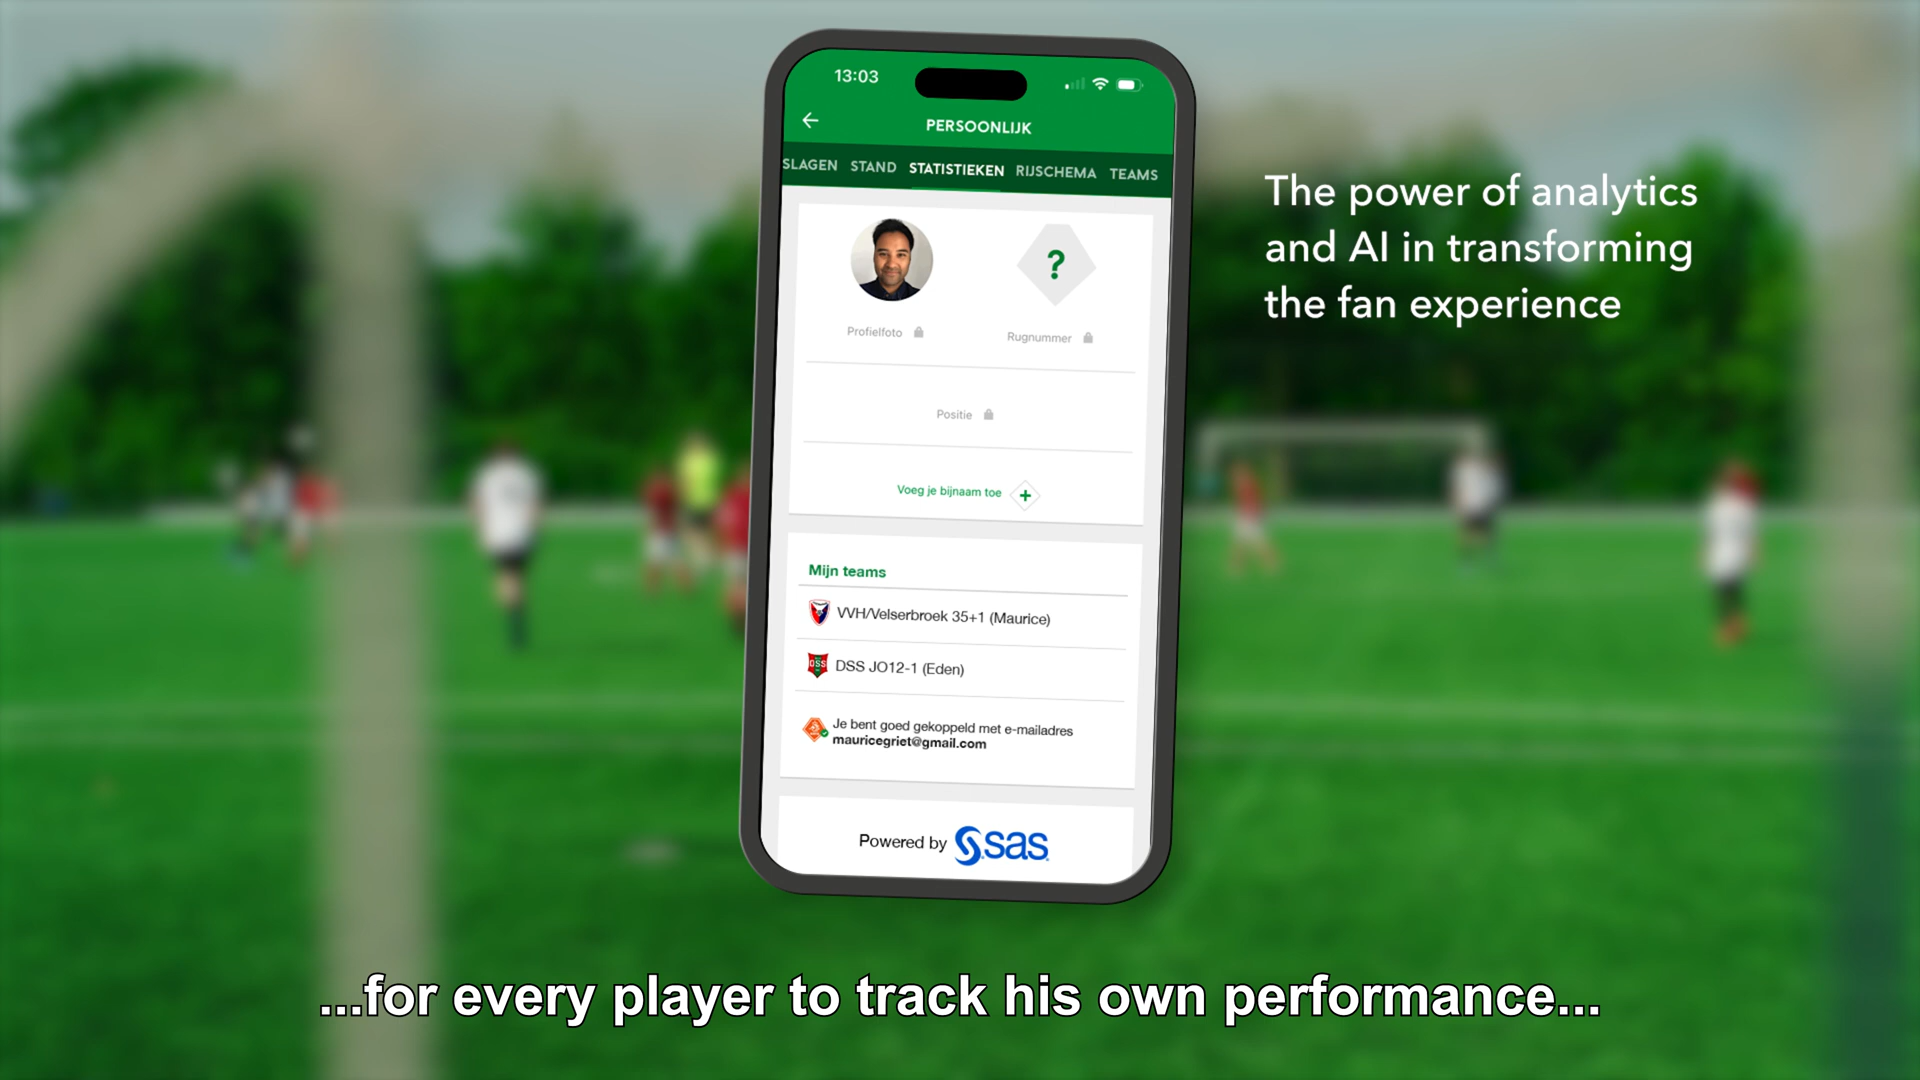 13:03
PERSOONLIJK
SLAGEN STAND STATISTIEKEN RIJSCHEMA TEAMS
?
Profielfoto
Rugnummer
Positie
Voeg je bijnaam toe +
Mijn teams
VVH/Velserbroek 35+1 (Maurice)
DSS
DSS JO12-1 (Eden)
Je bent goed gekoppeld met e-mailadres
mauricegriet@gmail.com
Powered by sas
The power of analytics
and AI in transforming
the fan experience
...for every player to track his own performance...